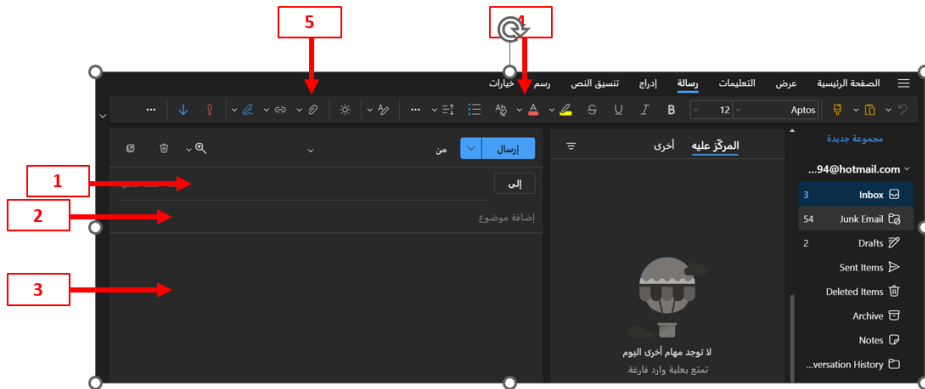 5
4
الصفحة الرئيسية عرض التعليمات رسالة إدراج تنسيق النص رسم خيارات
Aptos 12 B I U S
مجموعة جديدة
المركّز عليه أخرى
إرسال من
...94@hotmail.com
1
إلى
Inbox 3
2
إضافة موضوع
Junk Email 54
Drafts 2
Sent Items
3
Deleted Items
Archive
Notes
لا توجد مهام أخرى اليوم
...versation History
تمتع بعلبة وارد فارغة.